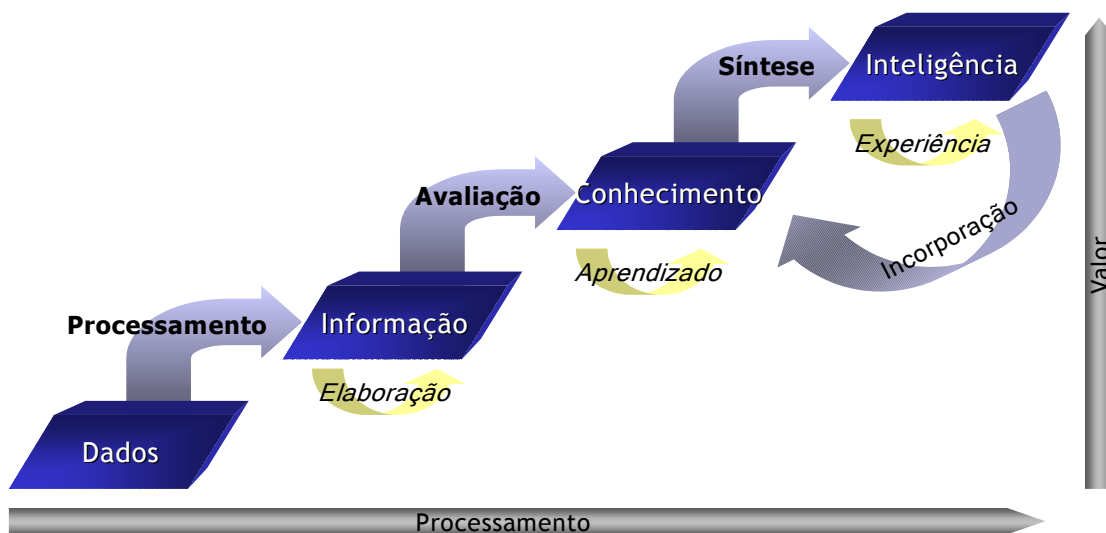 Síntese
Inteligência
Experiência
Avaliação
Conhecimento
Incorporação
Aprendizado
Valor
Processamento
Informação
Elaboração
Dados
Processamento